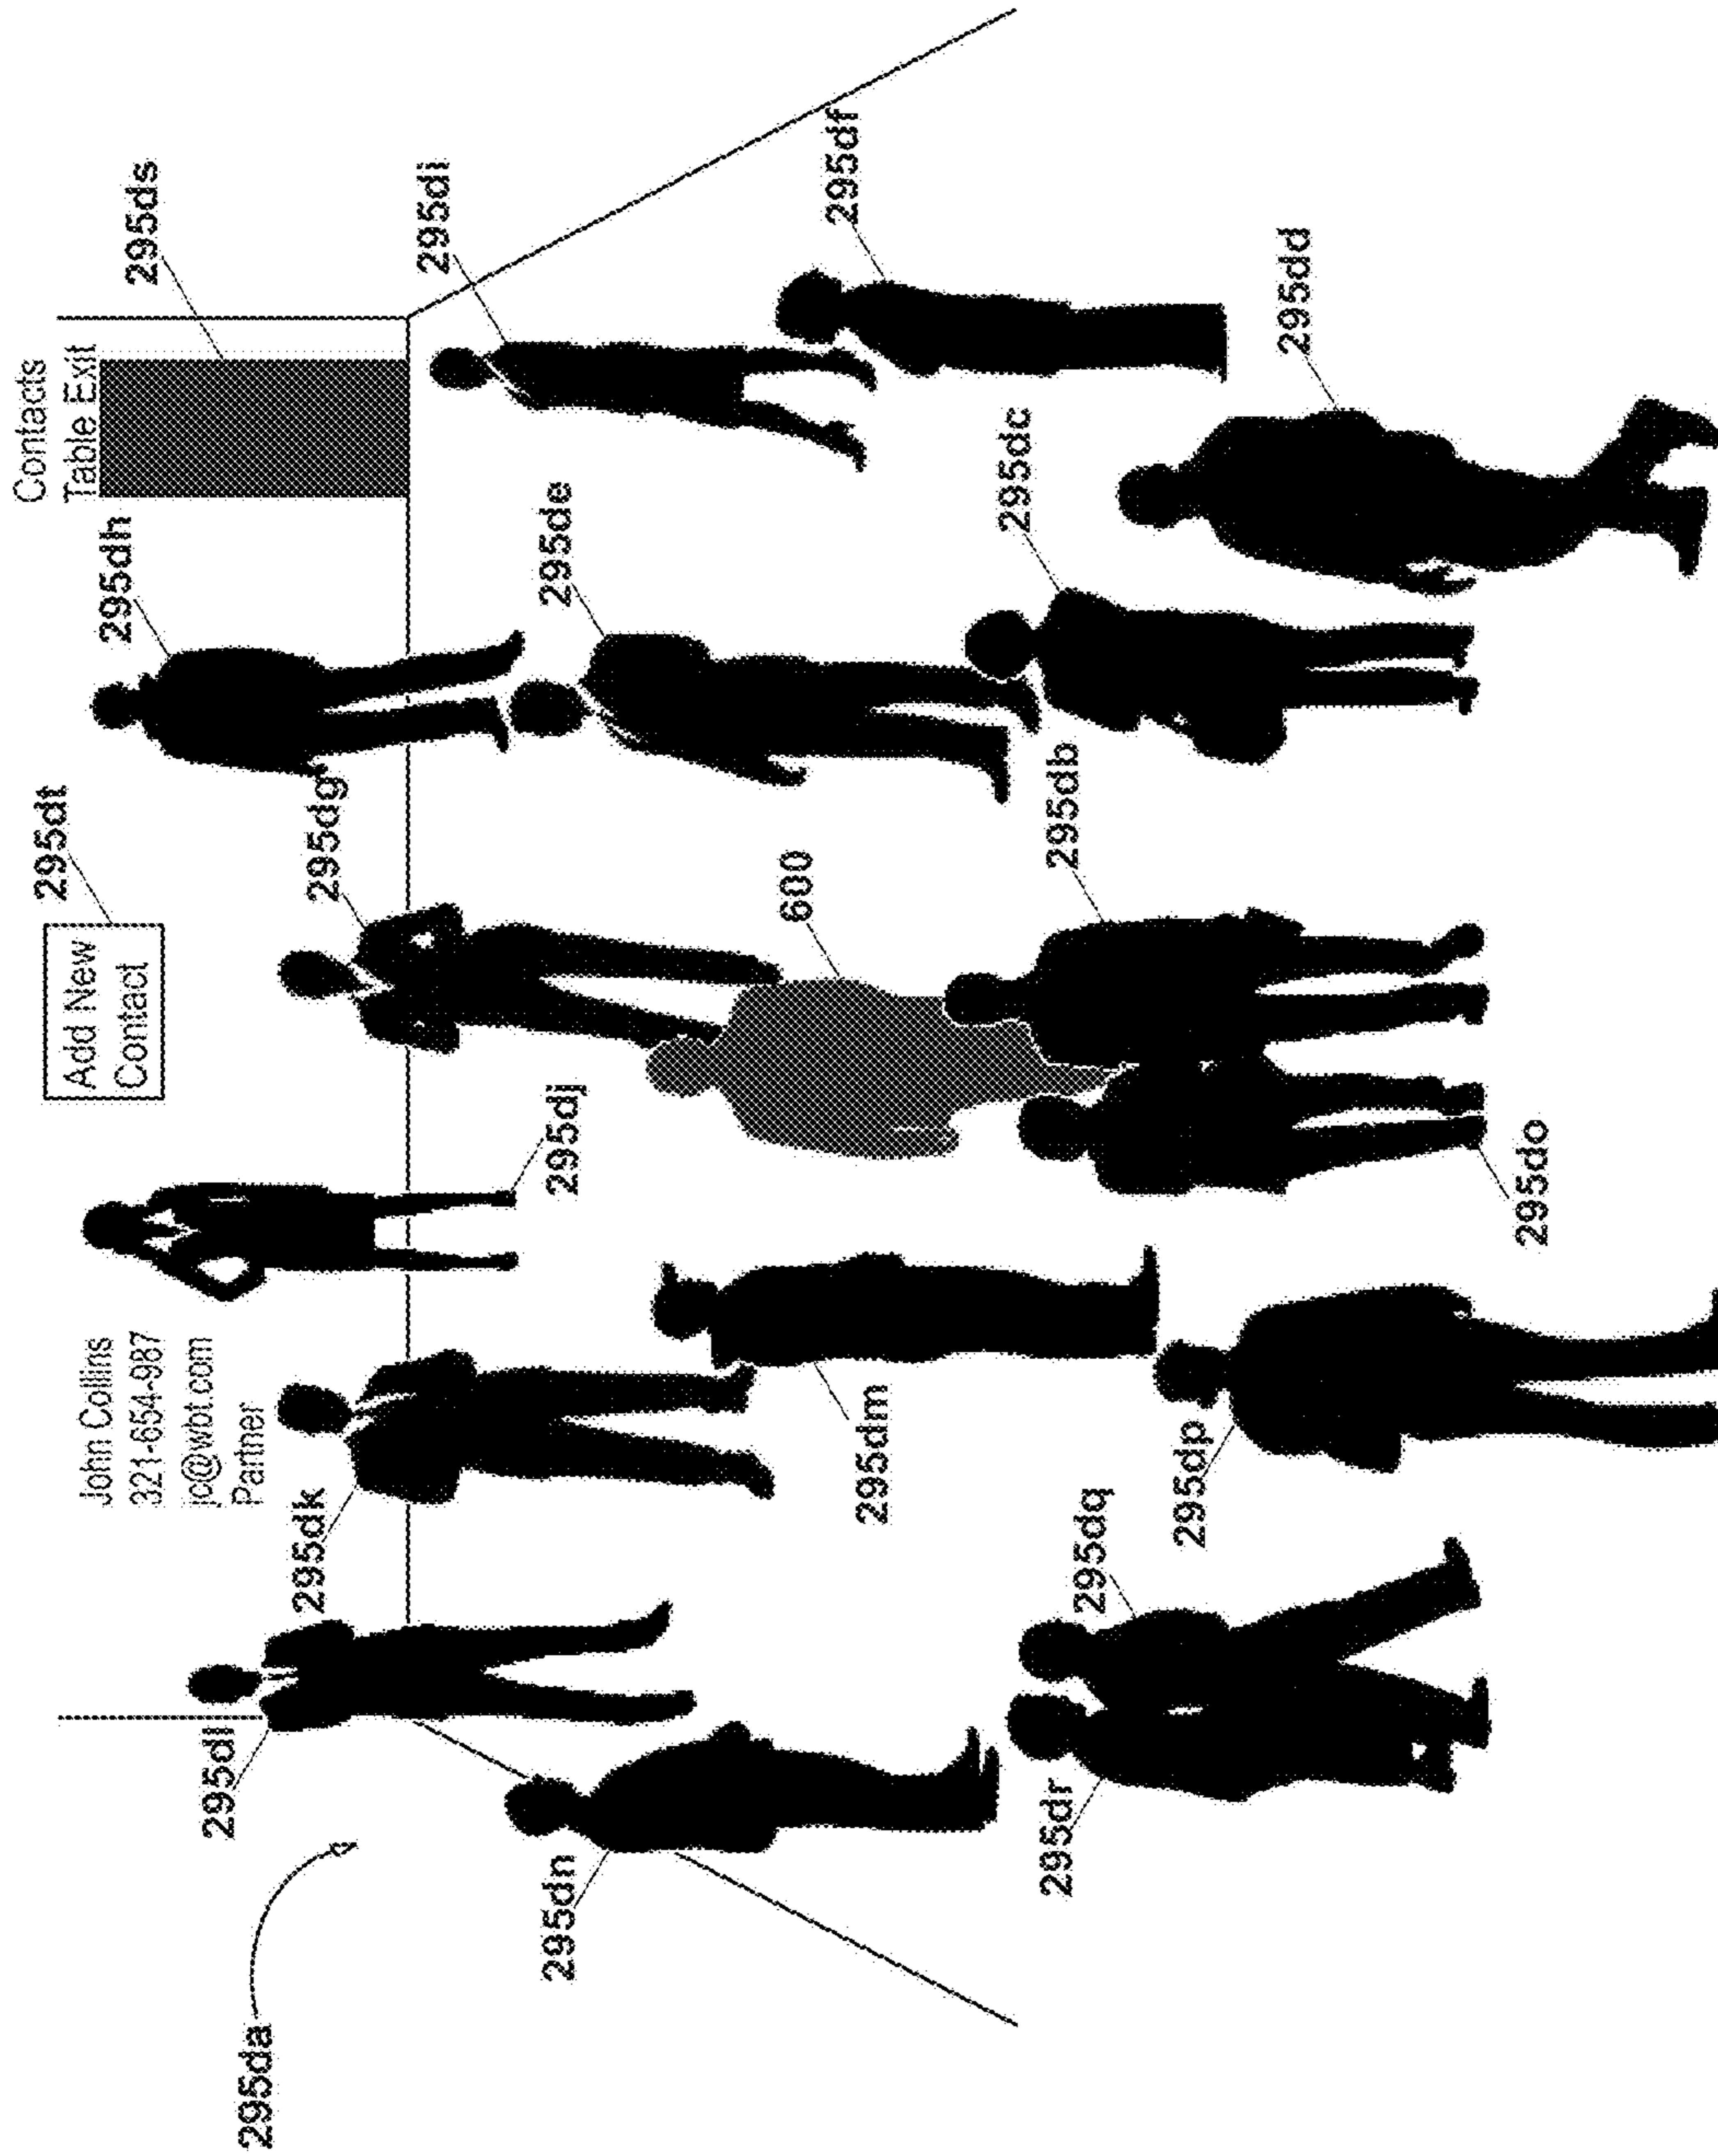 Contacts
Table Exit
295dt
Add New
Contact
John Collins
321-654-987
jc@wbt.com
Partner
295dh
295ds
295dl
295da
295dk
295dg
295di
295dn
295dj
295de
600
295df
295dm
295dc
295dr
295db
295dq
295dp
295dd
295do